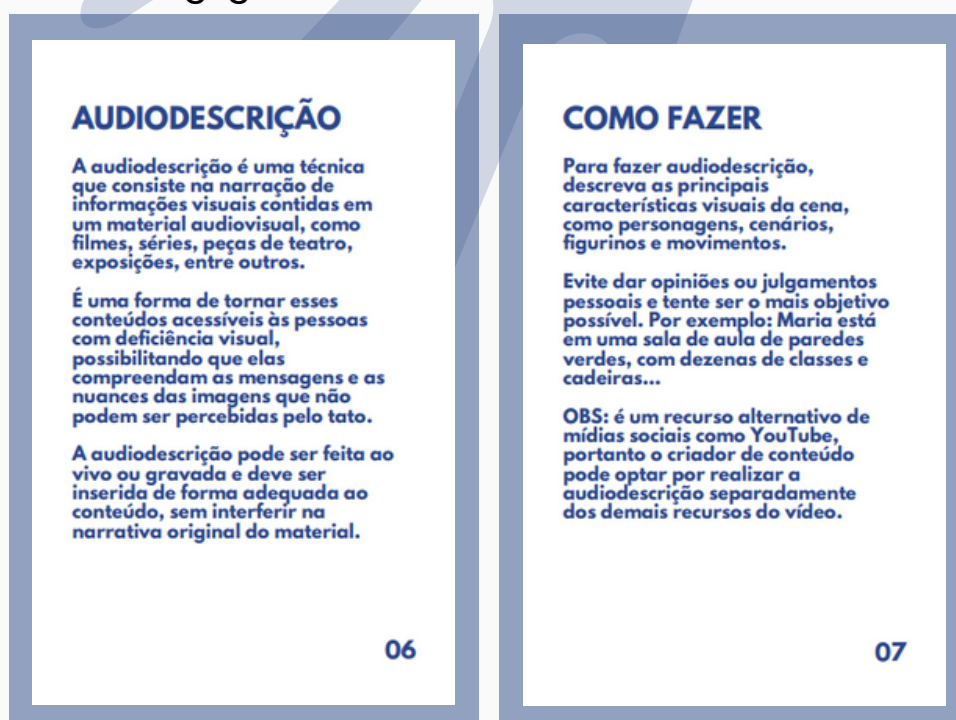 AUDIODESCRIÇÃO
A audiodescrição é uma técnica
que consiste na narração de
informações visuais contidas em
um material audiovisual, como
filmes, séries, peças de teatro,
exposições, entre outros.
É uma forma de tornar esses
conteúdos acessíveis às pessoas
com deficiência visual,
possibilitando que elas
compreendam as mensagens e as
nuances das imagens que não
podem ser percebidas pelo tato.
A audiodescrição pode ser feita ao
vivo ou gravada e deve ser
inserida de forma adequada ao
conteúdo, sem interferir na
narrativa original do material.
06
COMO FAZER
Para fazer audiodescrição,
descreva as principais
características visuais da cena,
como personagens, cenários,
figurinos e movimentos.
Evite dar opiniões ou julgamentos
pessoais e tente ser o mais objetivo
possível. Por exemplo: Maria está
em uma sala de aula de paredes
verdes, com dezenas de classes e
cadeiras...
OBS: é um recurso alternativo de
mídias sociais como YouTube,
portanto o criador de conteúdo
pode optar por realizar a
audiodescrição separadamente
dos demais recursos do vídeo.
07